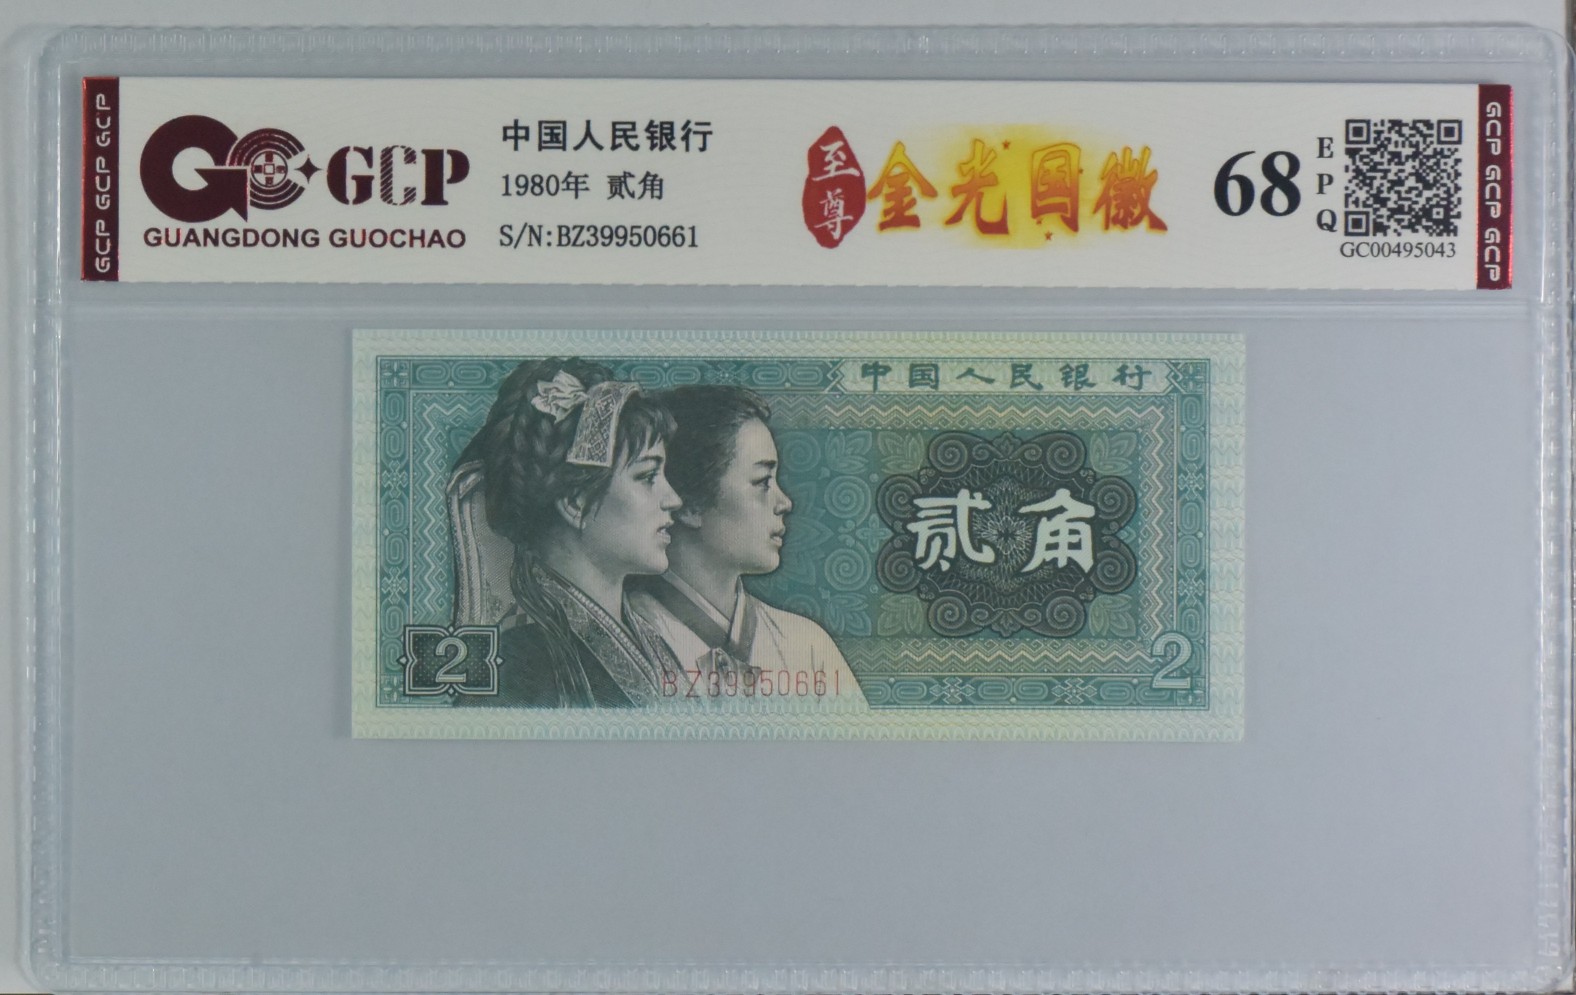 GCP GCP GCP
GCP
GUANGDONG GUOCHAO
中国人民银行
1980年 贰角
S/N:BZ39950661
至尊
金光国徽
68
EPQ
GC00495043
GCP GCP GCP
中国人民银行
贰角
2
BZ39950661
2